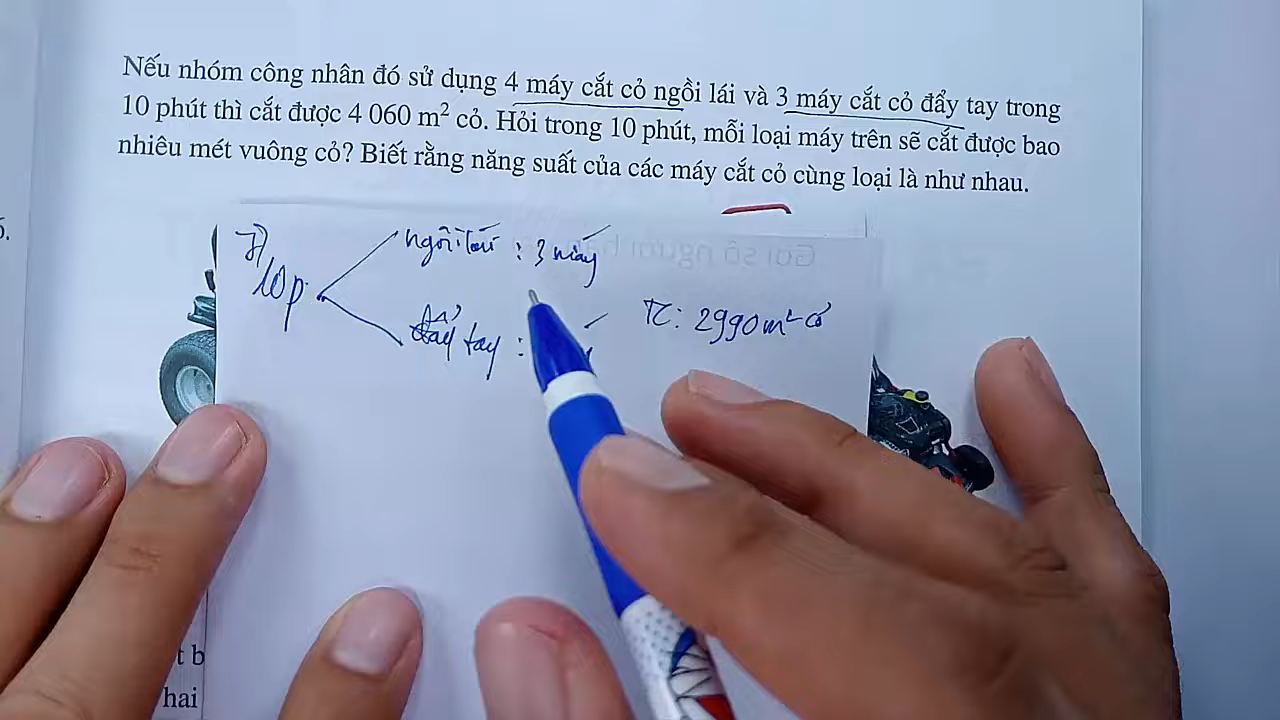 Nếu nhóm công nhân đó sử dụng 4 máy cắt cỏ ngồi lái và 3 máy cắt cỏ đẩy tay trong
10 phút thì cắt được 4 060 m² cỏ. Hỏi trong 10 phút, mỗi loại máy trên sẽ cắt được bao
nhiêu mét vuông cỏ? Biết rằng năng suất của các máy cắt cỏ cùng loại là như nhau.
ngồi lái : 3 máy
10p
đẩy tay :
TC: 2990m² cỏ
t b
hai